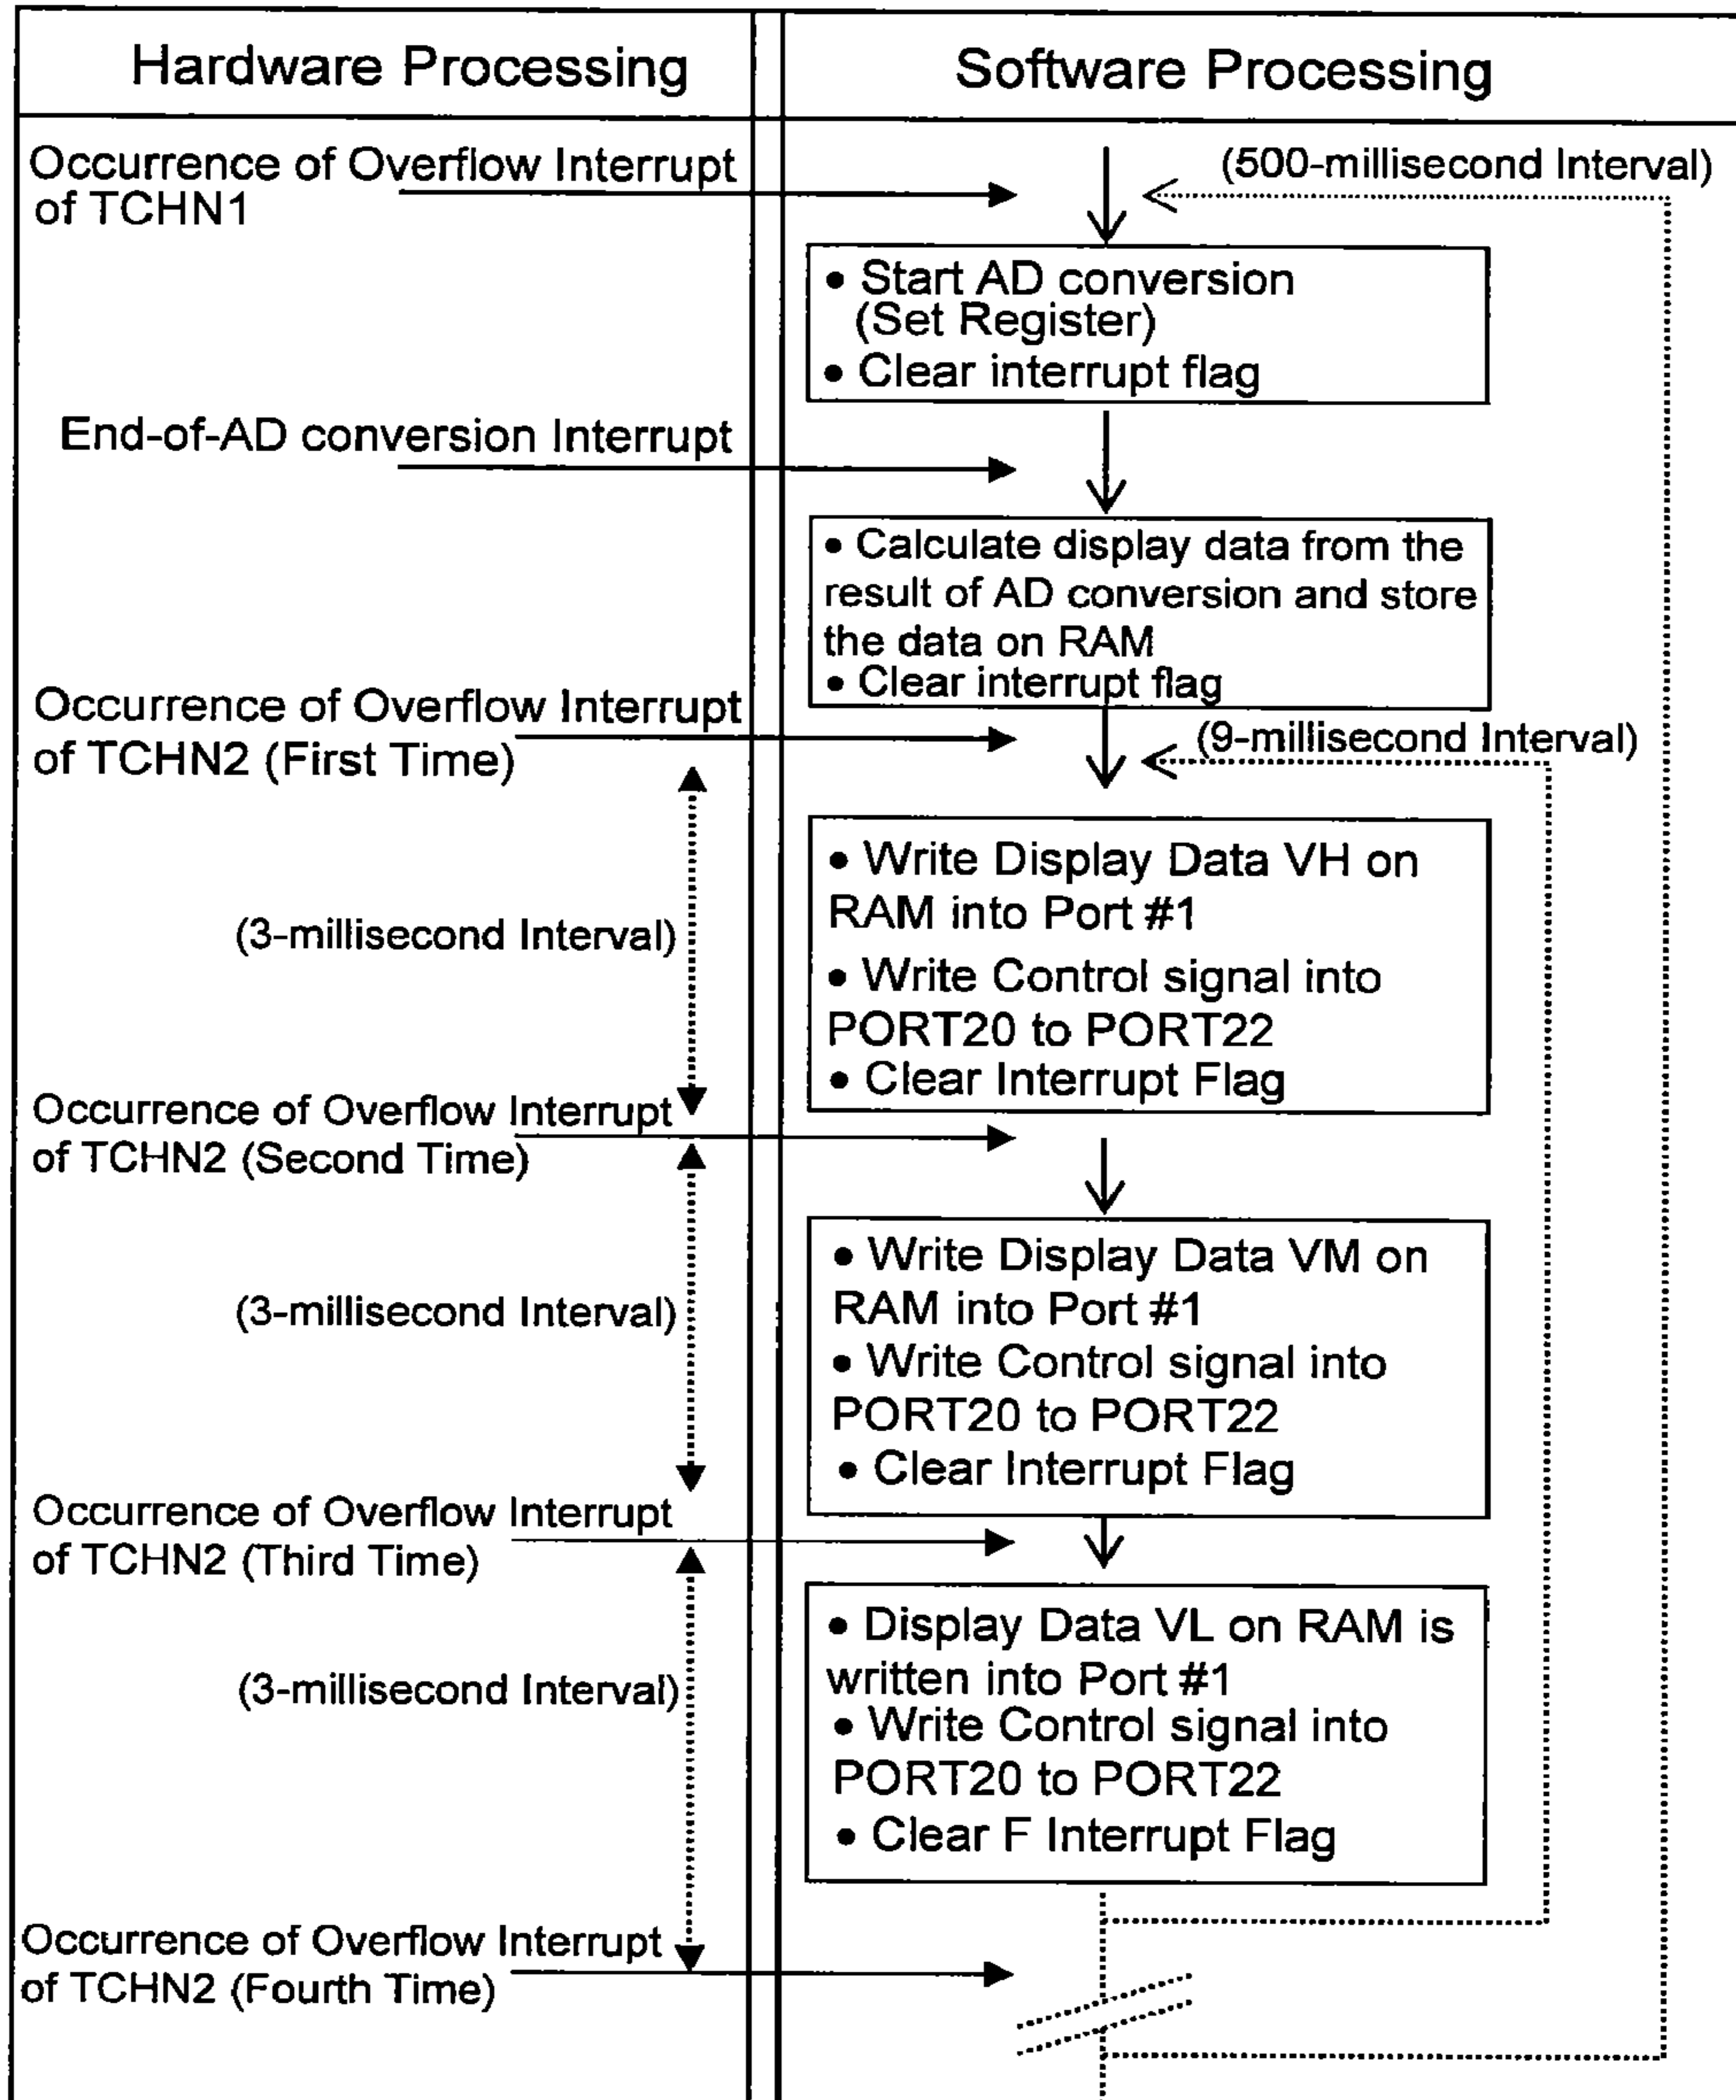 Hardware Processing
Software Processing
Occurrence of Overflow Interrupt
of TCHN1
(500-millisecond Interval)
• Start AD conversion
(Set Register)
• Clear interrupt flag
End-of-AD conversion Interrupt
• Calculate display data from the
result of AD conversion and store
the data on RAM
• Clear interrupt flag
Occurrence of Overflow Interrupt
of TCHN2 (First Time)
(9-millisecond Interval)
(3-millisecond Interval)
• Write Display Data VH on
RAM into Port #1
• Write Control signal into
PORT20 to PORT22
• Clear Interrupt Flag
Occurrence of Overflow Interrupt
of TCHN2 (Second Time)
(3-millisecond Interval)
• Write Display Data VM on
RAM into Port #1
• Write Control signal into
PORT20 to PORT22
• Clear Interrupt Flag
Occurrence of Overflow Interrupt
of TCHN2 (Third Time)
(3-millisecond Interval)
• Display Data VL on RAM is
written into Port #1
• Write Control signal into
PORT20 to PORT22
• Clear F Interrupt Flag
Occurrence of Overflow Interrupt
of TCHN2 (Fourth Time)